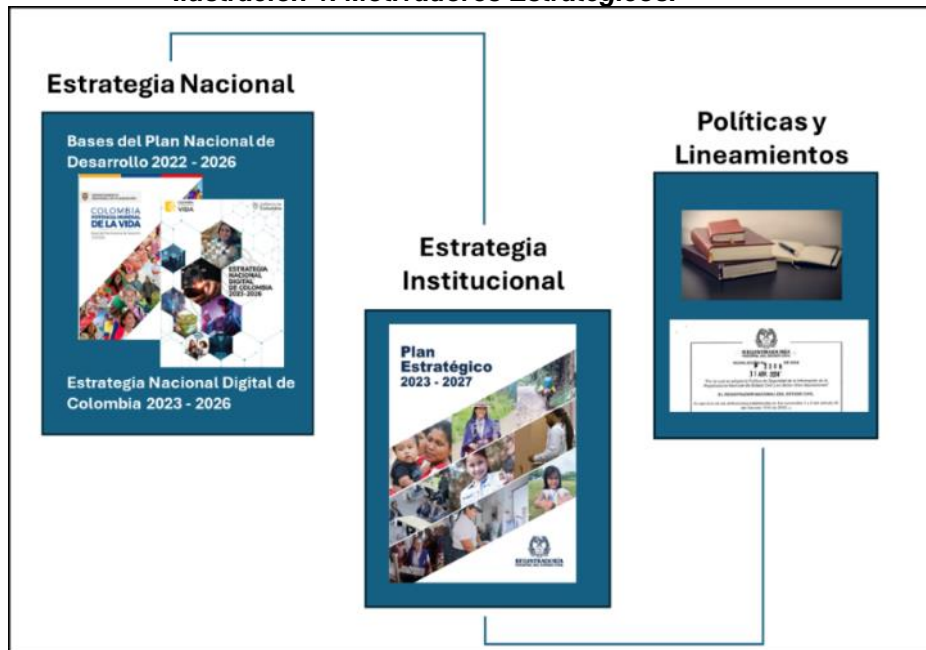 Ilustración 1. Motivadores Estratégicos.
Estrategia Nacional
Bases del Plan Nacional de
Desarrollo 2022 - 2026
COLOMBIA
POTENCIA MUNDIAL
DE LA VIDA
ESTRATEGIA
NACIONAL
DIGITAL
DE COLOMBIA
2023-2026
Estrategia Nacional Digital de
Colombia 2023 - 2026
Estrategia
Institucional
Plan
Estratégico
2023 - 2027
REGISTRADURÍA
Políticas y
Lineamientos
REGISTRADURÍA
EL REGISTRADOR NACIONAL DEL ESTADO CIVIL